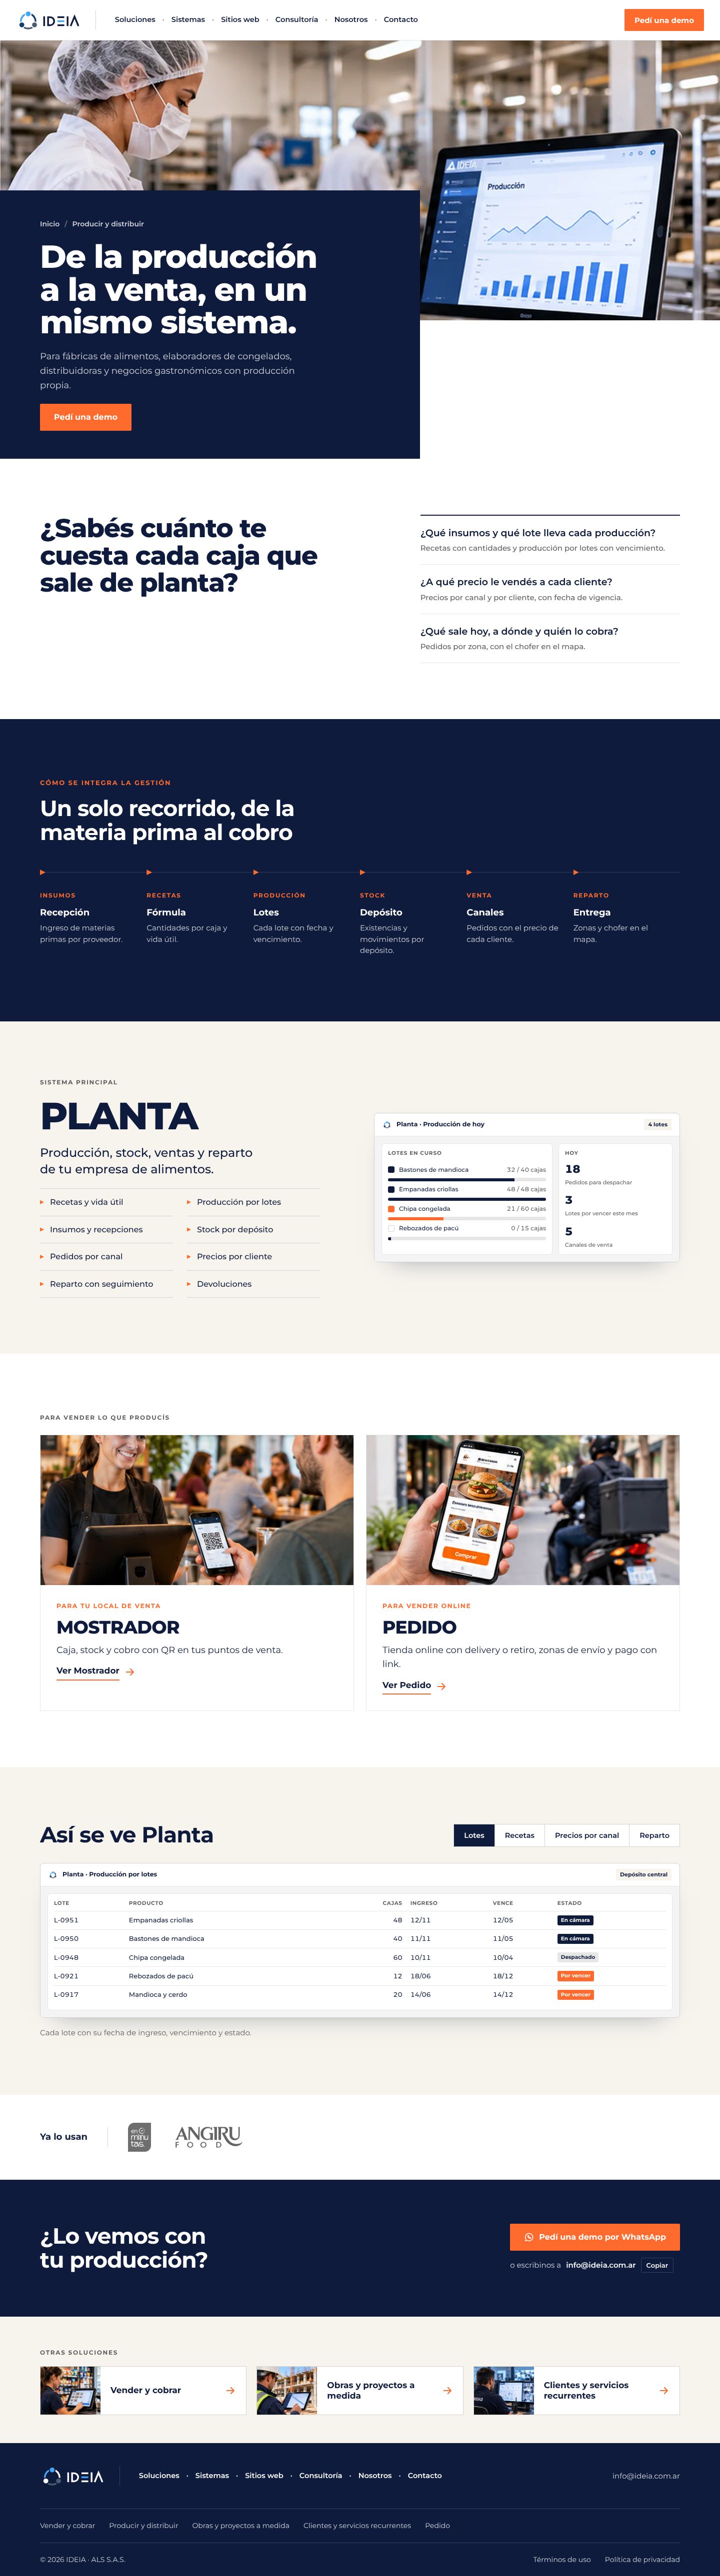 IDEIA
Soluciones · Sistemas · Sitios web · Consultoría · Nosotros · Contacto
Pedí una demo
IDEIA
Producción
Inicio / Producir y distribuir
De la producción
a la venta, en un
mismo sistema.
Para fábricas de alimentos, elaboradores de congelados,
distribuidoras y negocios gastronómicos con producción
propia.
Pedí una demo
¿Sabés cuánto te
cuesta cada caja que
sale de planta?
¿Qué insumos y qué lote lleva cada producción?
Recetas con cantidades y producción por lotes con vencimiento.
¿A qué precio le vendés a cada cliente?
Precios por canal y por cliente, con fecha de vigencia.
¿Qué sale hoy, a dónde y quién lo cobra?
Pedidos por zona, con el chofer en el mapa.
CÓMO SE INTEGRA LA GESTIÓN
Un solo recorrido, de la
materia prima al cobro
INSUMOS
Recepción
Ingreso de materias
primas por proveedor.
RECETAS
Fórmula
Cantidades por caja y
vida útil.
PRODUCCIÓN
Lotes
Cada lote con fecha y
vencimiento.
STOCK
Depósito
Existencias y
movimientos por
depósito.
VENTA
Canales
Pedidos con el precio de
cada cliente.
REPARTO
Entrega
Zonas y chofer en el
mapa.
SISTEMA PRINCIPAL
PLANTA
Producción, stock, ventas y reparto
de tu empresa de alimentos.
Recetas y vida útil
Producción por lotes
Insumos y recepciones
Stock por depósito
Pedidos por canal
Precios por cliente
Reparto con seguimiento
Devoluciones
Planta · Producción de hoy
4 lotes
LOTES EN CURSO
Bastones de mandioca 32 / 40 cajas
Empanadas criollas 48 / 48 cajas
Chipa congelada 21 / 60 cajas
Rebozados de pacú 0 / 15 cajas
HOY
18
Pedidos para despachar
3
Lotes por vencer este mes
5
Canales de venta
PARA VENDER LO QUE PRODUCÍS
Comprar
PARA TU LOCAL DE VENTA
MOSTRADOR
Caja, stock y cobro con QR en tus puntos de venta.
Ver Mostrador →
PARA VENDER ONLINE
PEDIDO
Tienda online con delivery o retiro, zonas de envío y pago con
link.
Ver Pedido →
Así se ve Planta
Lotes Recetas Precios por canal Reparto
Planta · Producción por lotes
Depósito central
LOTE PRODUCTO CAJAS INGRESO VENCE ESTADO
L-0951 Empanadas criollas 48 12/11 12/05 En cámara
L-0950 Bastones de mandioca 40 11/11 11/05 En cámara
L-0948 Chipa congelada 60 10/11 10/04 Despachado
L-0921 Rebozados de pacú 12 18/06 18/12 Por vencer
L-0917 Mandioca y cerdo 20 14/06 14/12 Por vencer
Cada lote con su fecha de ingreso, vencimiento y estado.
Ya lo usan
en
minu
tas.
ANGIRU
FOOD
¿Lo vemos con
tu producción?
Pedí una demo por WhatsApp
o escribinos a info@ideia.com.ar Copiar
OTRAS SOLUCIONES
Vender y cobrar →
Obras y proyectos a
medida →
Clientes y servicios
recurrentes →
IDEIA
Soluciones · Sistemas · Sitios web · Consultoría · Nosotros · Contacto
info@ideia.com.ar
Vender y cobrar Producir y distribuir Obras y proyectos a medida Clientes y servicios recurrentes Pedido
© 2026 IDEIA · ALS S.A.S.
Términos de uso Política de privacidad